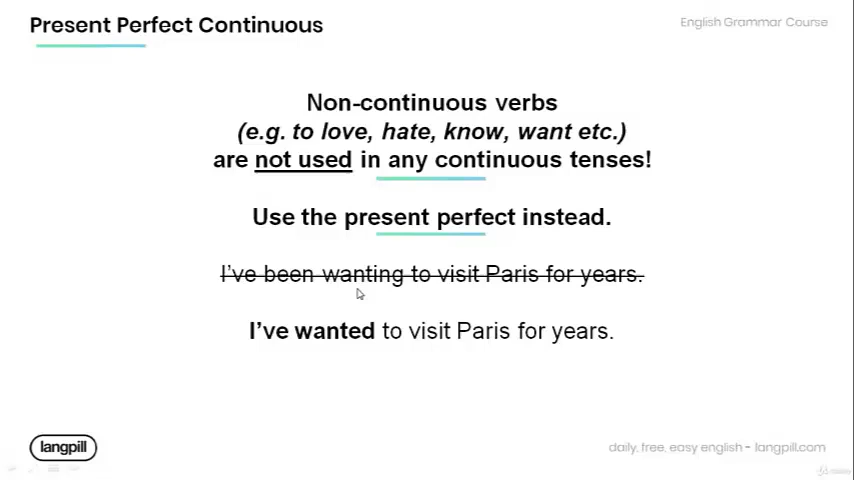 Present Perfect Continuous
English Grammar Course
Non-continuous verbs
(e.g. to love, hate, know, want etc.)
are not used in any continuous tenses!
Use the present perfect instead.
I've been wanting to visit Paris for years.
I've wanted to visit Paris for years.
langpill
daily, free, easy english - langpill.com